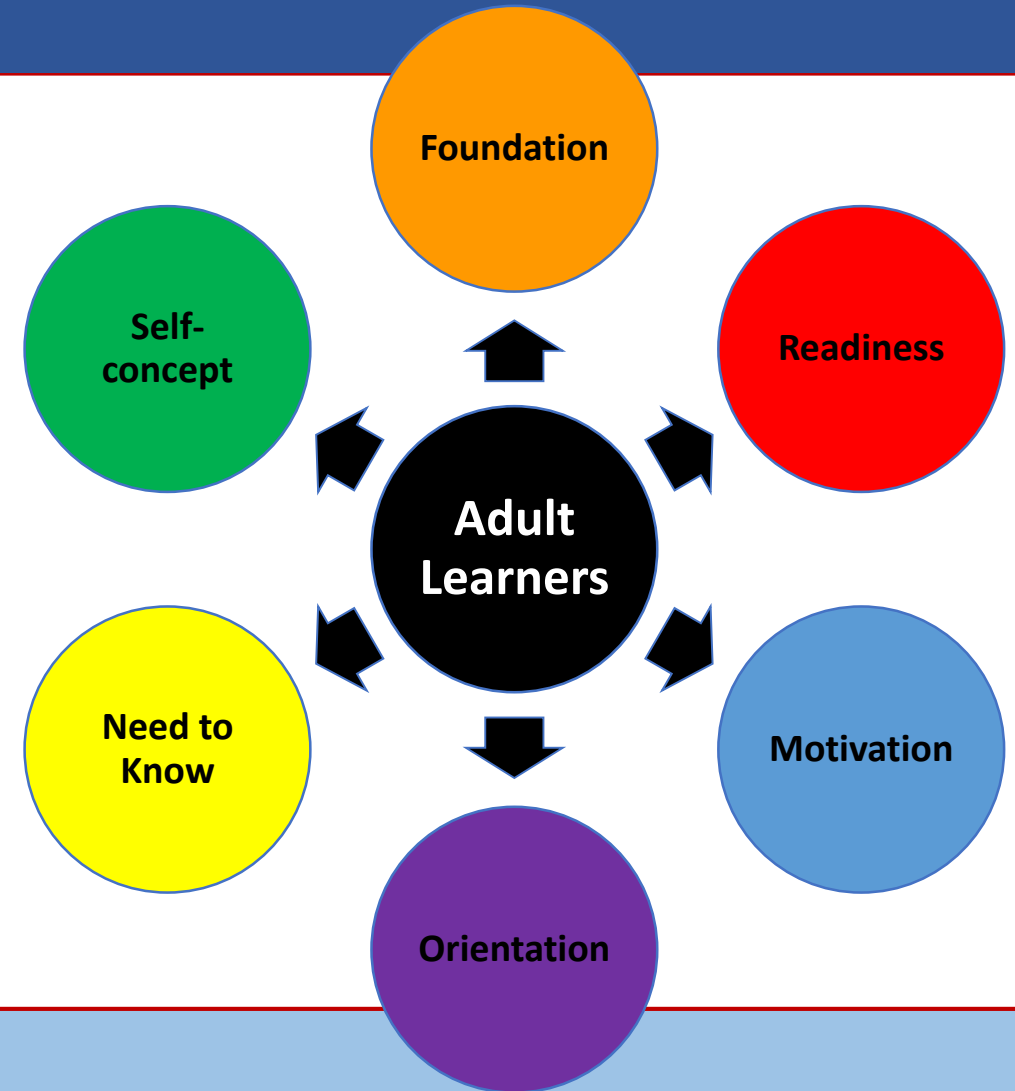 Foundation
Self-
concept
Readiness
Adult
Learners
Need to
Know
Motivation
Orientation